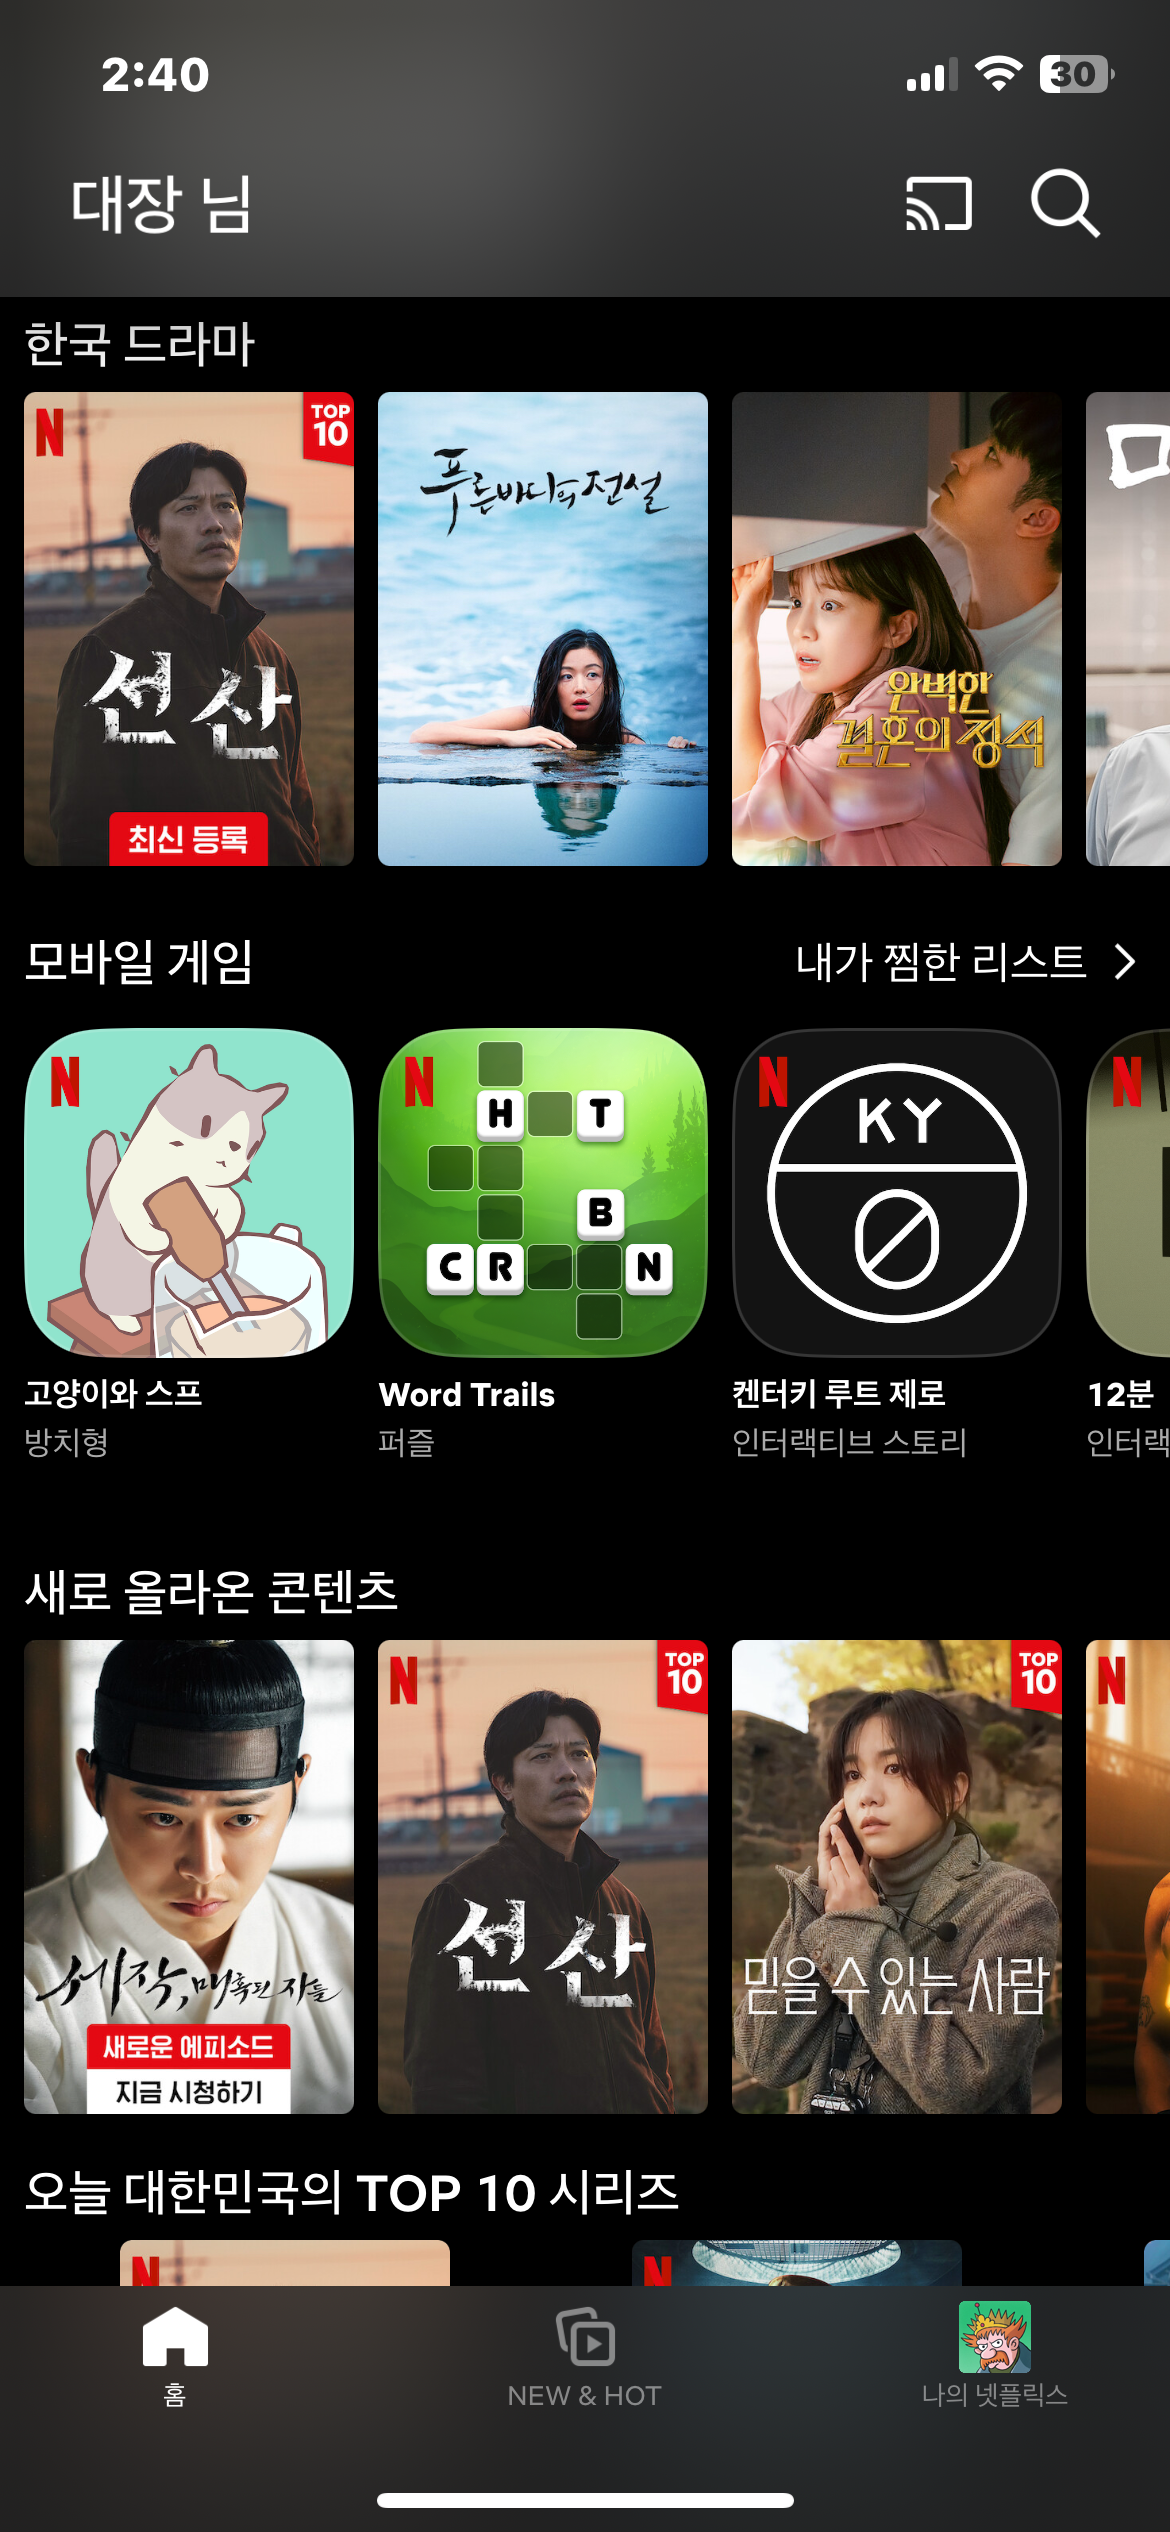 2:40
30
대장 님
한국 드라마
N
TOP
10
선산
최신 등록
푸른 바다의 전설
완벽한
결혼의 정석
모바일 게임
내가 찜한 리스트
N
N
H T
B
C R N
N
KY
0
N
고양이와 스프
방치형
Word Trails
퍼즐
켄터키 루트 제로
인터랙티브 스토리
12분
인터랙
새로 올라온 콘텐츠
세작, 매혹된 자들
새로운 에피소드
지금 시청하기
N
TOP
10
선산
TOP
10
믿을 수 있는 사람
N
오늘 대한민국의 TOP 10 시리즈
N
N
홈
NEW & HOT
나의 넷플릭스